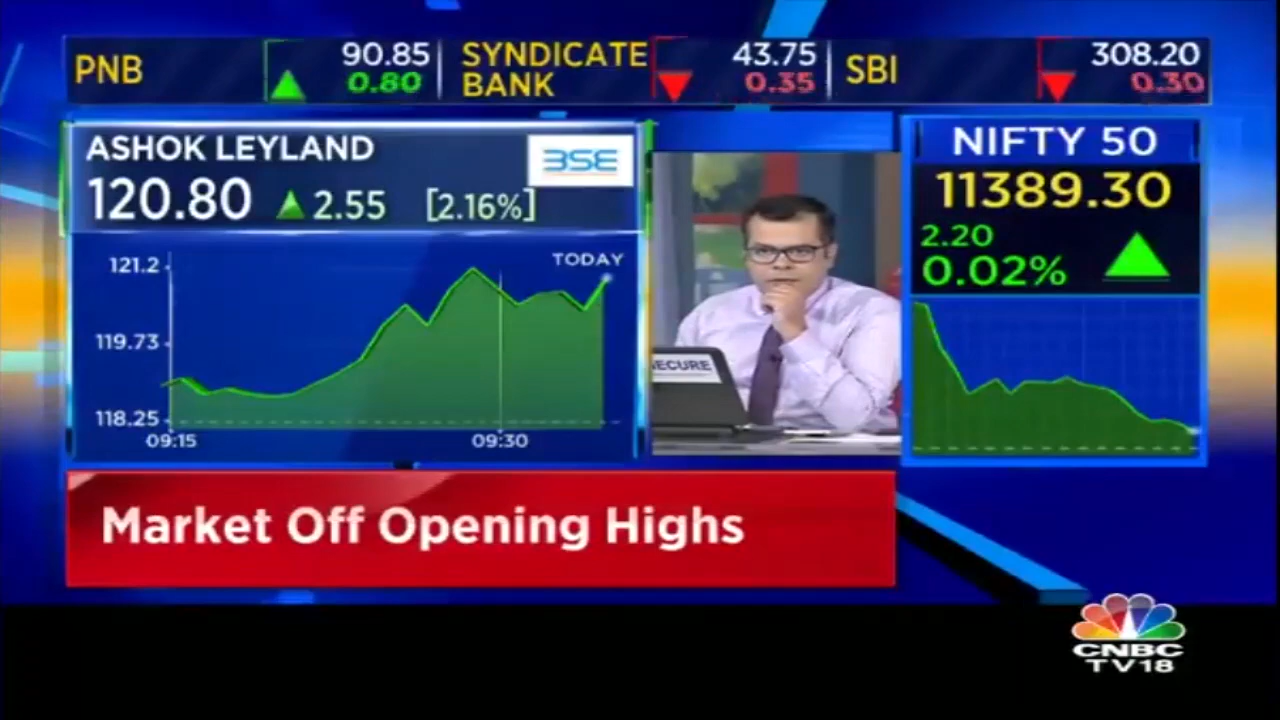 PNB
90.85
0.80
SYNDICATE
BANK
43.75
0.35
SBI
308.20
0.30
ASHOK LEYLAND
BSE
120.80 2.55 [2.16%]
TODAY
121.2
119.73
118.25
09:15 09:30
ECURE
NIFTY 50
11389.30
2.20
0.02%
Market Off Opening Highs
CNBC
TV18